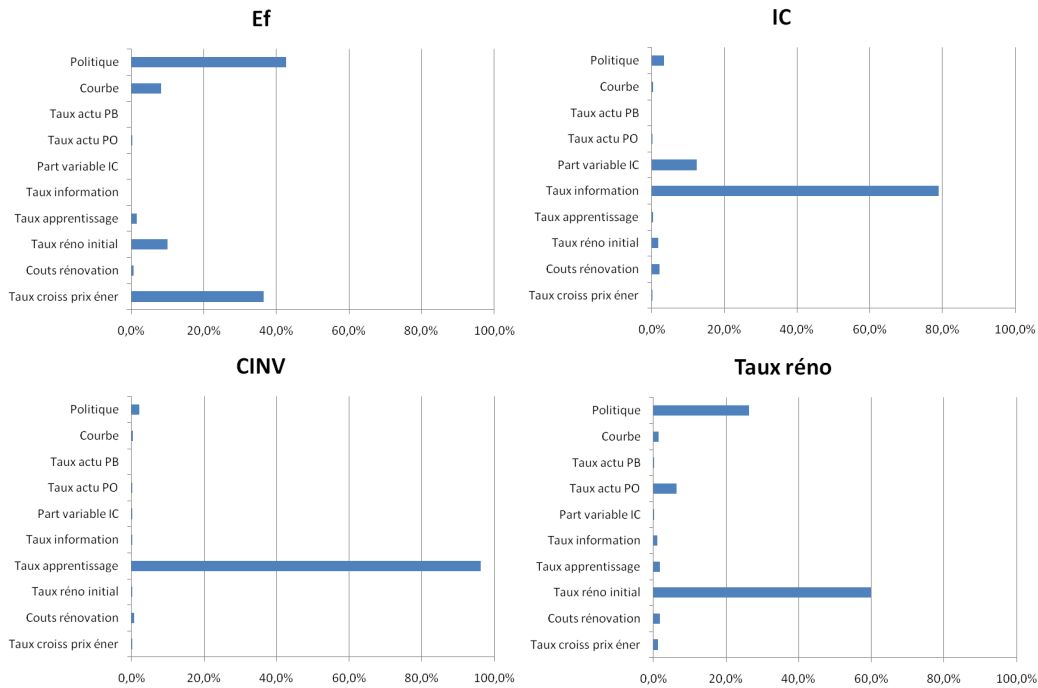 Ef
Politique
Courbe
Taux actu PB
Taux actu PO
Part variable IC
Taux information
Taux apprentissage
Taux réno initial
Couts rénovation
Taux croiss prix éner
0,0% 20,0% 40,0% 60,0% 80,0% 100,0%
IC
Politique
Courbe
Taux actu PB
Taux actu PO
Part variable IC
Taux information
Taux apprentissage
Taux réno initial
Couts rénovation
Taux croiss prix éner
0,0% 20,0% 40,0% 60,0% 80,0% 100,0%
CINV
Politique
Courbe
Taux actu PB
Taux actu PO
Part variable IC
Taux information
Taux apprentissage
Taux réno initial
Couts rénovation
Taux croiss prix éner
0,0% 20,0% 40,0% 60,0% 80,0% 100,0%
Taux réno
Politique
Courbe
Taux actu PB
Taux actu PO
Part variable IC
Taux information
Taux apprentissage
Taux réno initial
Couts rénovation
Taux croiss prix éner
0,0% 20,0% 40,0% 60,0% 80,0% 100,0%